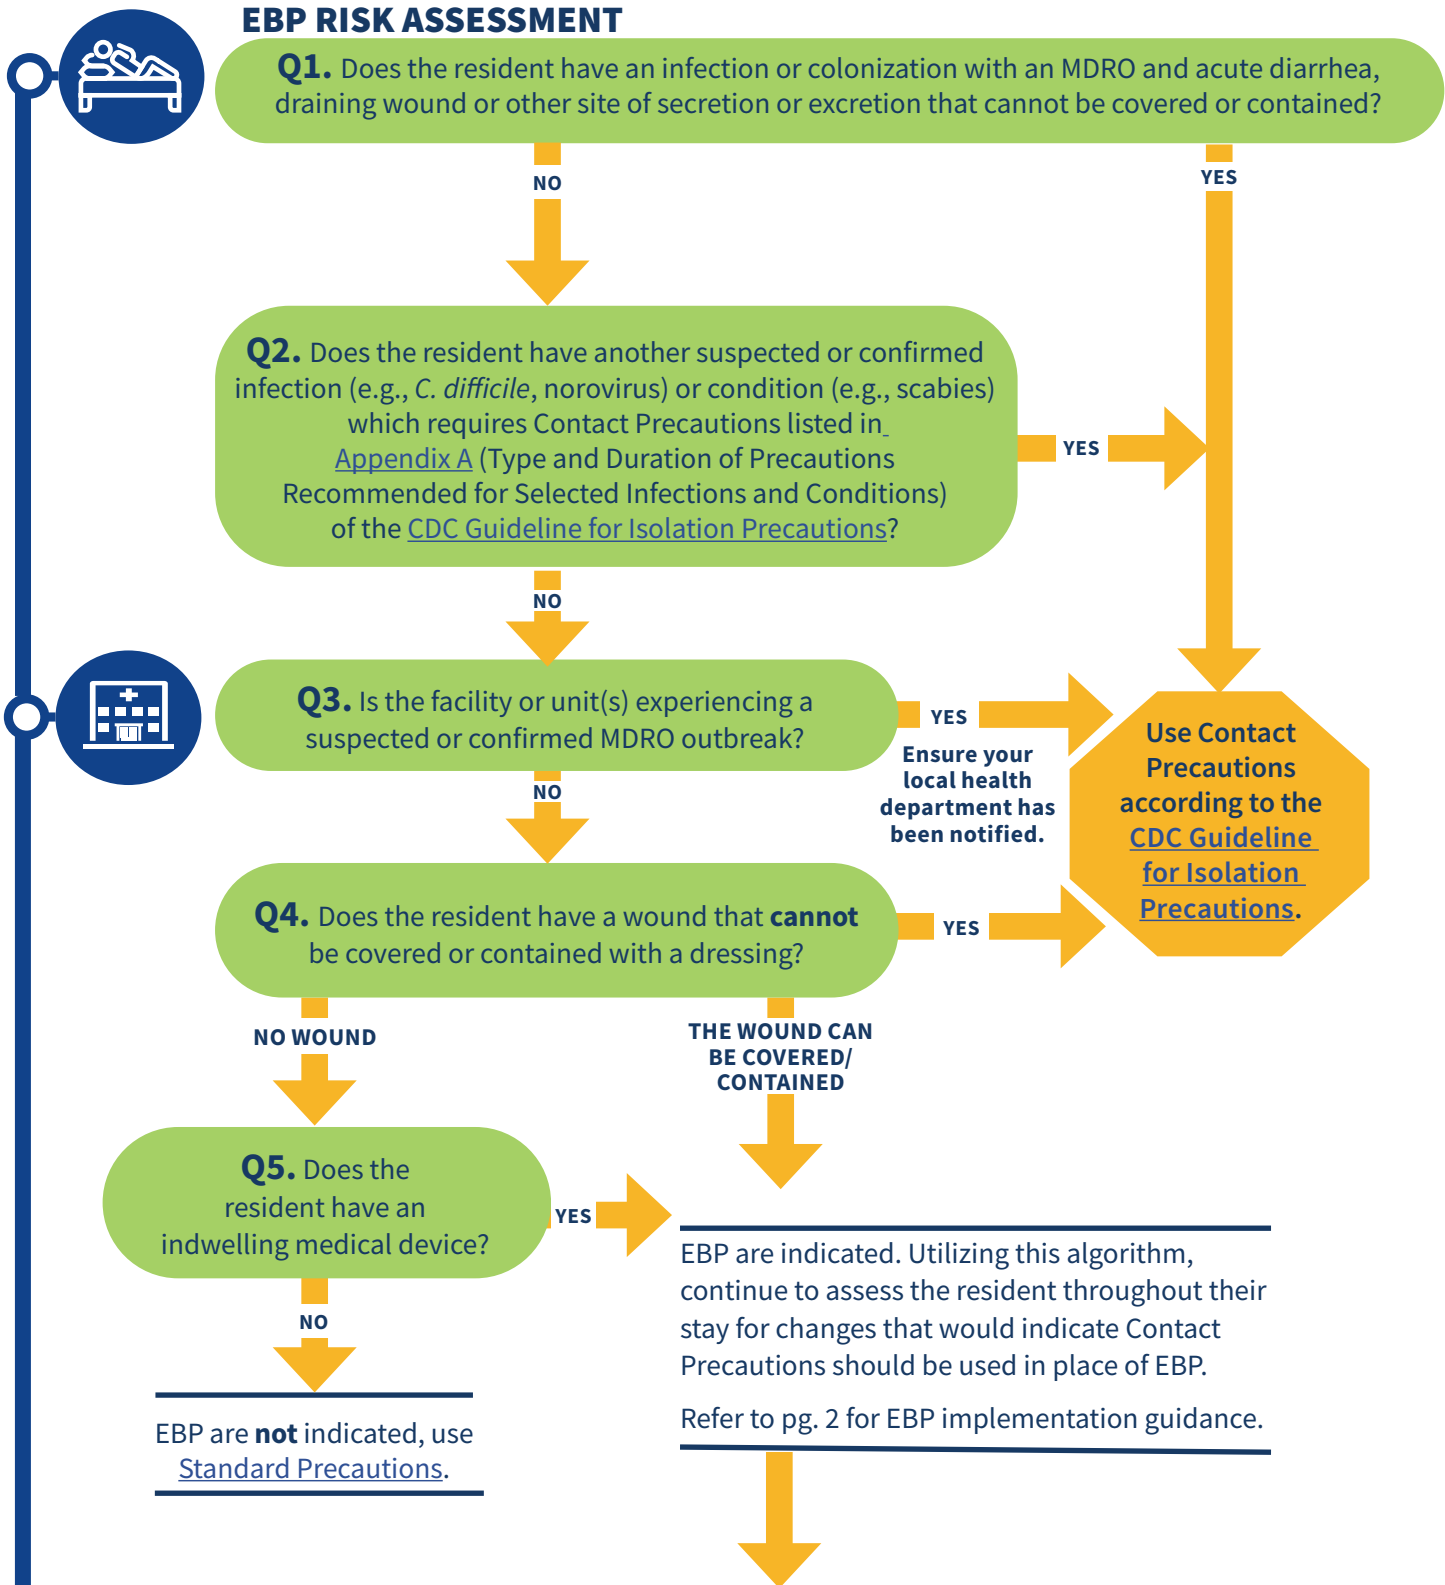 EBP RISK ASSESSMENT
Q1. Does the resident have an infection or colonization with an MDRO and acute diarrhea,
draining wound or other site of secretion or excretion that cannot be covered or contained?
NO
YES
Q2. Does the resident have another suspected or confirmed
infection (e.g., C. difficile, norovirus) or condition (e.g., scabies)
which requires Contact Precautions listed in
Appendix A (Type and Duration of Precautions
Recommended for Selected Infections and Conditions)
of the CDC Guideline for Isolation Precautions?
YES
NO
Q3. Is the facility or unit(s) experiencing a
suspected or confirmed MDRO outbreak?
YES
Ensure your
local health
department has
been notified.
Use Contact
Precautions
according to the
CDC Guideline
for Isolation
Precautions.
NO
Q4. Does the resident have a wound that cannot
be covered or contained with a dressing?
YES
NO WOUND
THE WOUND CAN
BE COVERED/
CONTAINED
Q5. Does the
resident have an
indwelling medical device?
YES
NO
EBP are indicated. Utilizing this algorithm,
continue to assess the resident throughout their
stay for changes that would indicate Contact
Precautions should be used in place of EBP.
Refer to pg. 2 for EBP implementation guidance.
EBP are not indicated, use
Standard Precautions.